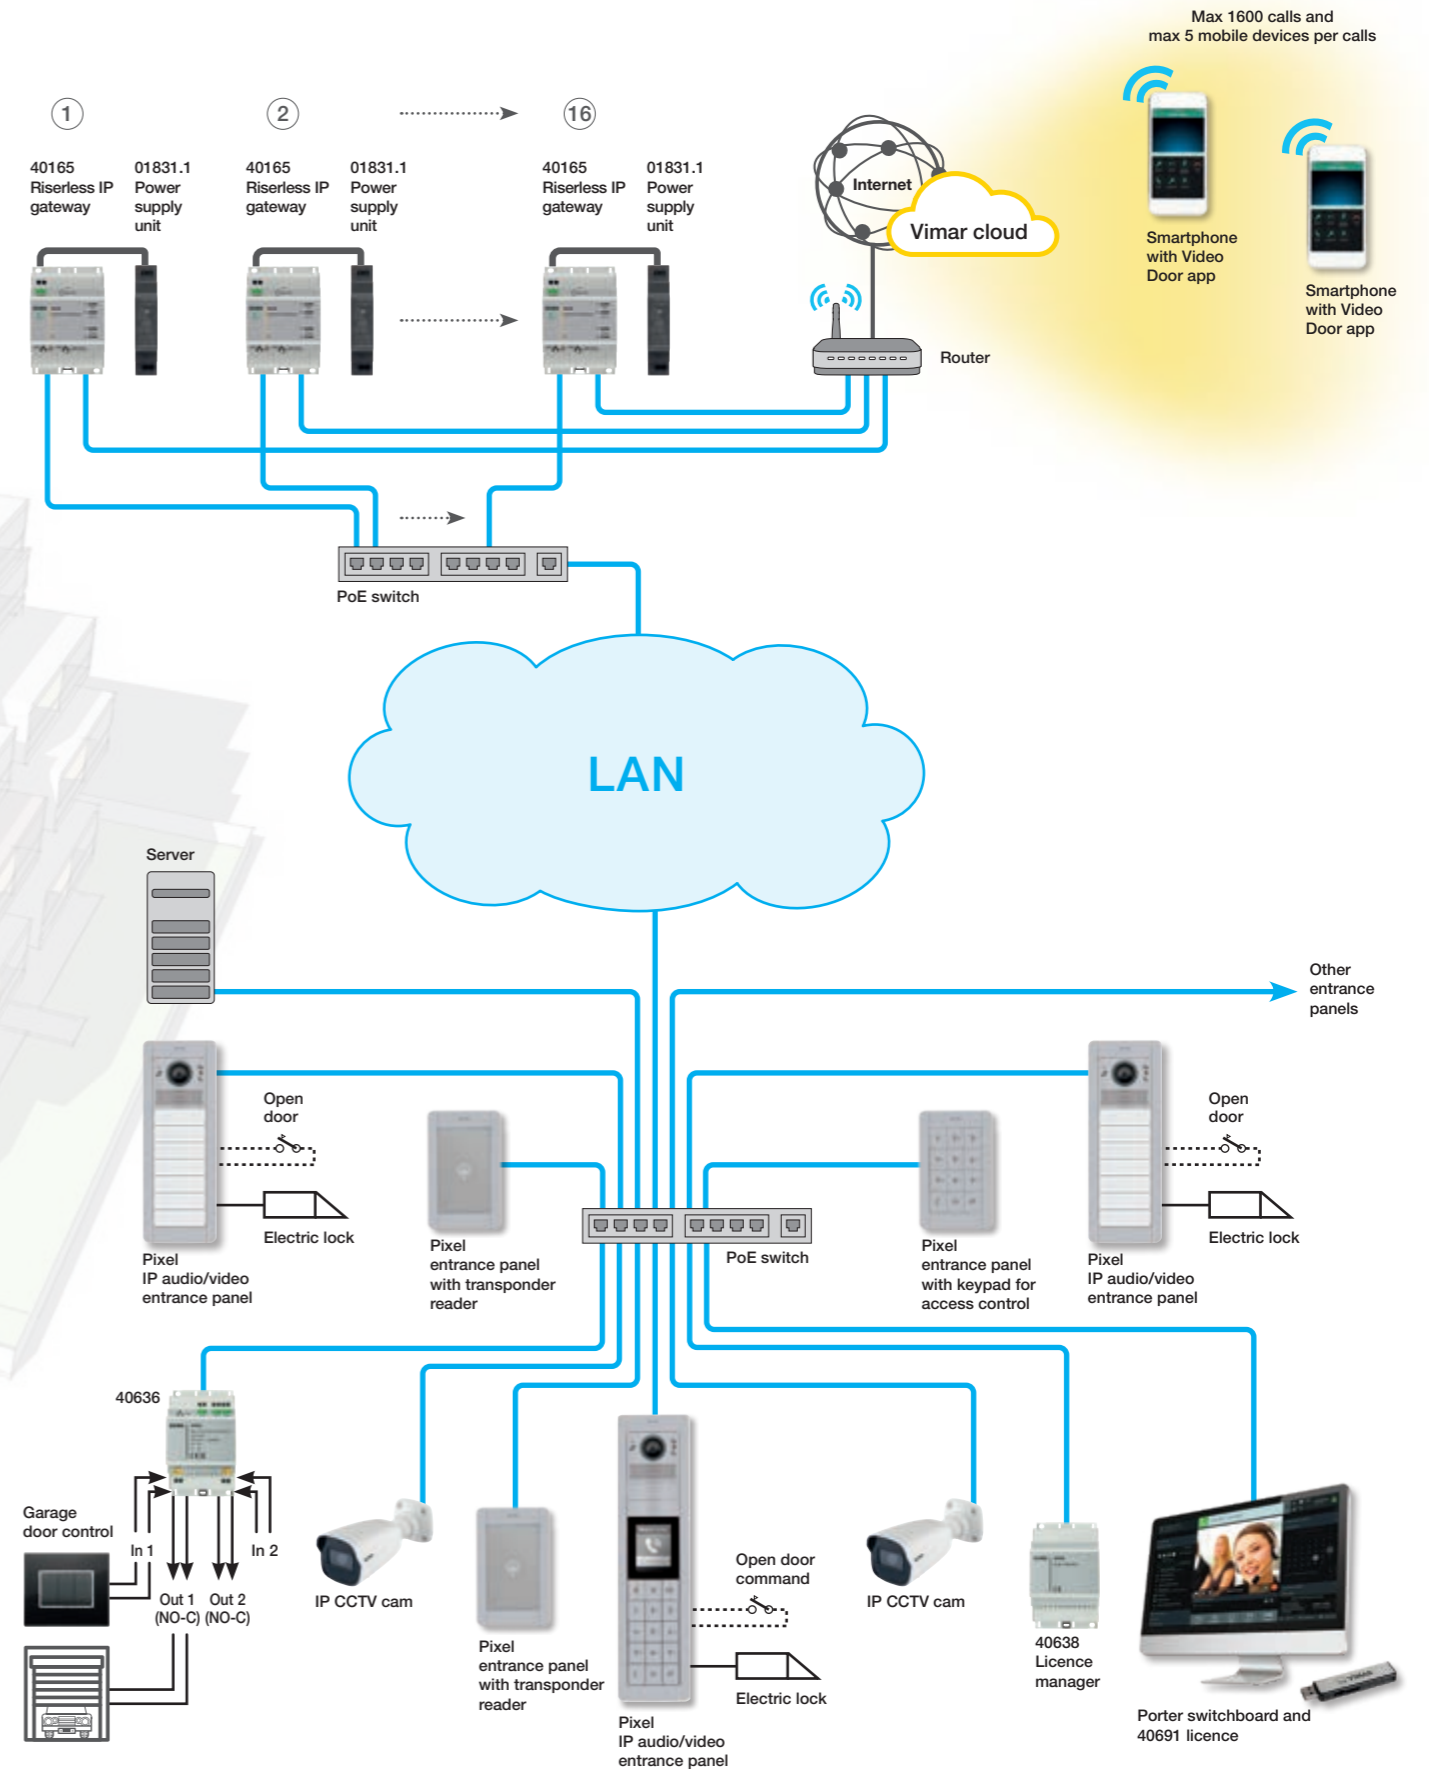 Max 1600 calls and
max 5 mobile devices per calls
1
2
16
40165
Riserless IP
gateway
01831.1
Power
supply
unit
40165
Riserless IP
gateway
01831.1
Power
supply
unit
40165
Riserless IP
gateway
01831.1
Power
supply
unit
Internet
Vimar cloud
Smartphone
with Video
Door app
Smartphone
with Video
Door app
Router
PoE switch
LAN
Server
Other
entrance
panels
Open
door
Electric lock
Pixel
IP audio/video
entrance panel
Pixel
entrance panel
with transponder
reader
PoE switch
Pixel
entrance panel
with keypad for
access control
Open
door
Electric lock
Pixel
IP audio/video
entrance panel
40636
Garage
door control
In 1
In 2
Out 1
(NO-C)
Out 2
(NO-C)
IP CCTV cam
Pixel
entrance panel
with transponder
reader
Open door
command
Electric lock
Pixel
IP audio/video
entrance panel
IP CCTV cam
40638
Licence
manager
VIMAR
Porter switchboard and
40691 licence